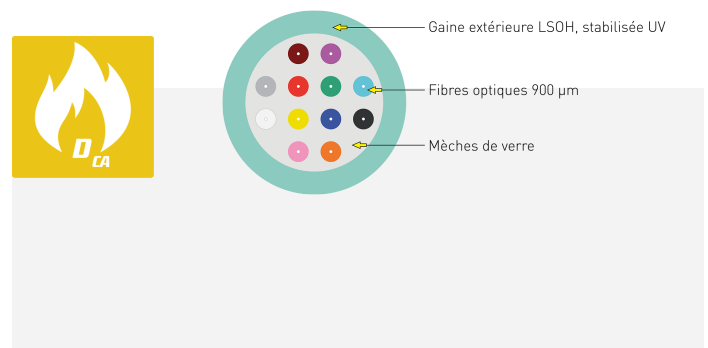 Gaine extérieure LSOH, stabilisée UV
Fibres optiques 900 µm
Mèches de verre
D CA